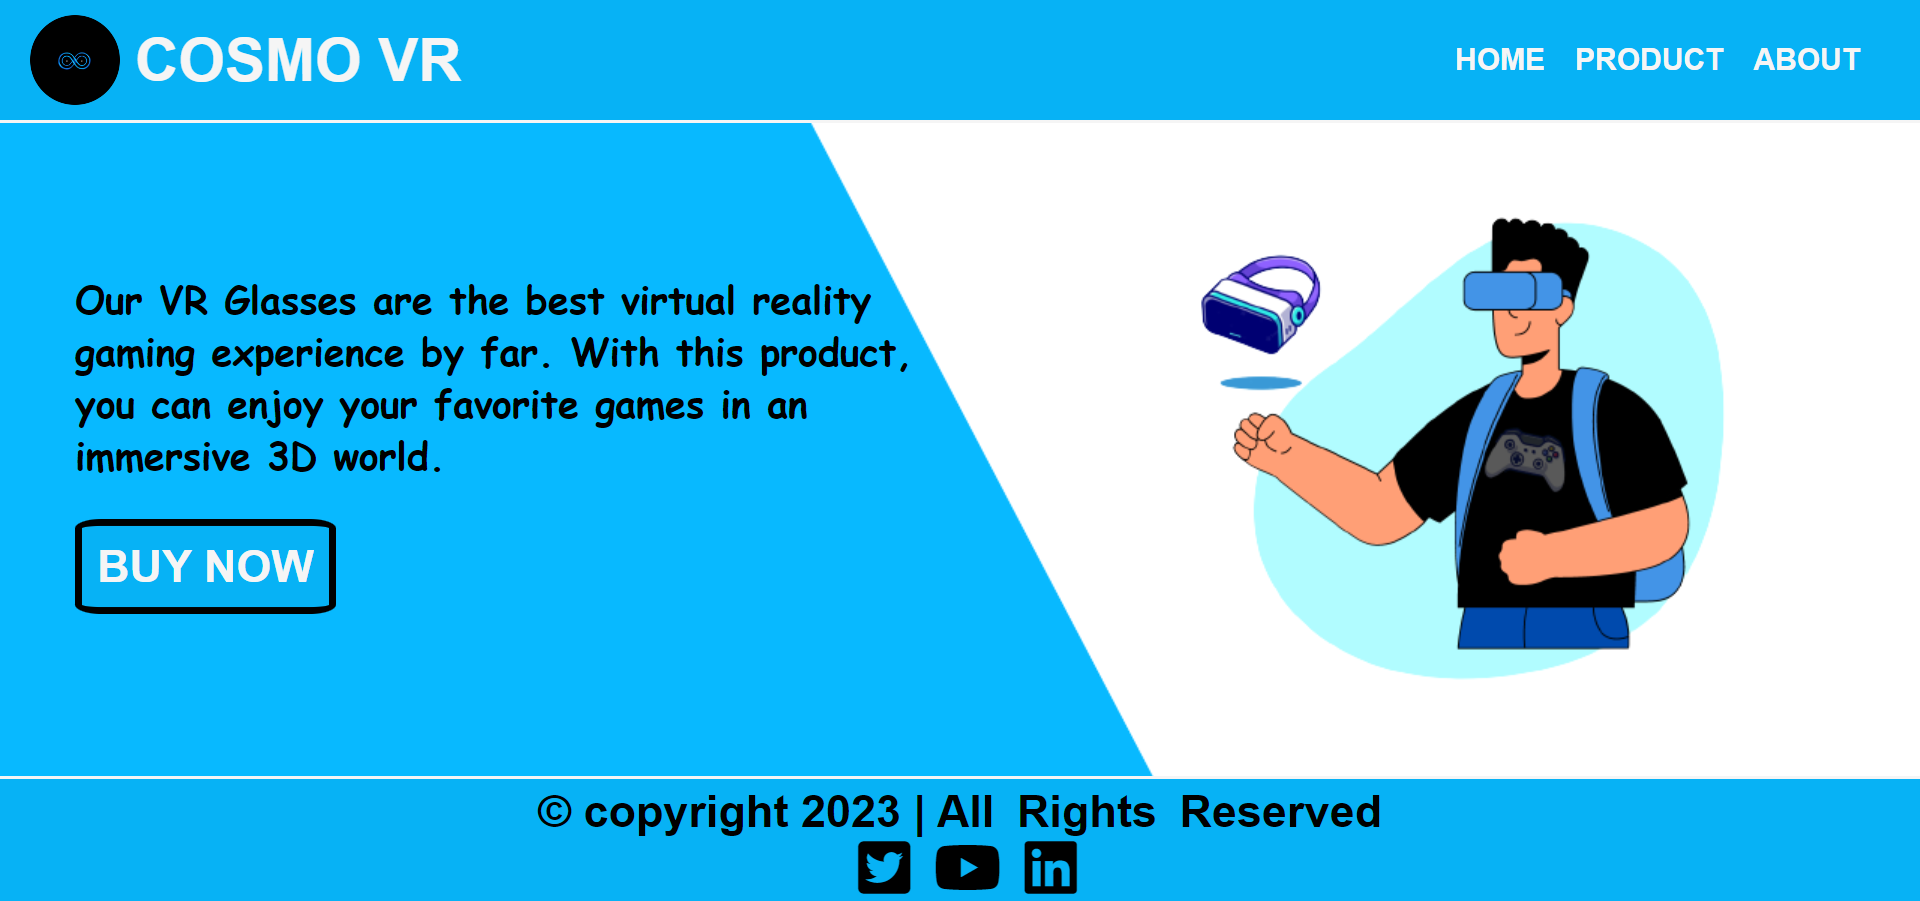 COSMO VR
HOME PRODUCT ABOUT
Our VR Glasses are the best virtual reality
gaming experience by far. With this product,
you can enjoy your favorite games in an
immersive 3D world.
BUY NOW
© copyright 2023 | All Rights Reserved